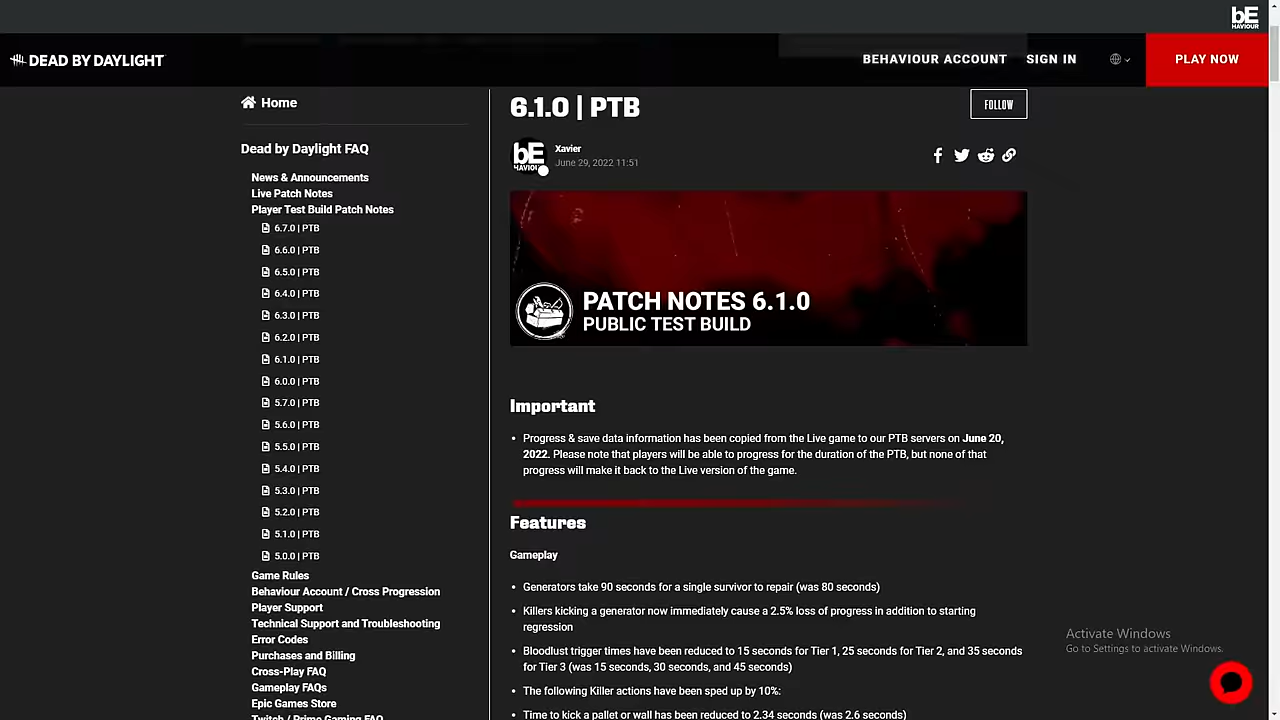 bE
HAVIOUR
DEAD BY DAYLIGHT
BEHAVIOUR ACCOUNT
SIGN IN
PLAY NOW
Home
Dead by Daylight FAQ
News & Announcements
Live Patch Notes
Player Test Build Patch Notes
6.7.0 | PTB
6.6.0 | PTB
6.5.0 | PTB
6.4.0 | PTB
6.3.0 | PTB
6.2.0 | PTB
6.1.0 | PTB
6.0.0 | PTB
5.7.0 | PTB
5.6.0 | PTB
5.5.0 | PTB
5.4.0 | PTB
5.3.0 | PTB
5.2.0 | PTB
5.1.0 | PTB
5.0.0 | PTB
Game Rules
Behaviour Account / Cross Progression
Player Support
Technical Support and Troubleshooting
Error Codes
Purchases and Billing
Cross-Play FAQ
Gameplay FAQs
Epic Games Store
Twitch / Prime Gaming FAQ
6.1.0 | PTB
FOLLOW
bE
Xavier
June 29, 2022 11:51
PATCH NOTES 6.1.0
PUBLIC TEST BUILD
Important
• Progress & save data information has been copied from the Live game to our PTB servers on June 20,
2022. Please note that players will be able to progress for the duration of the PTB, but none of that
progress will make it back to the Live version of the game.
Features
Gameplay
• Generators take 90 seconds for a single survivor to repair (was 80 seconds)
• Killers kicking a generator now immediately cause a 2.5% loss of progress in addition to starting
regression
• Bloodlust trigger times have been reduced to 15 seconds for Tier 1, 25 seconds for Tier 2, and 35 seconds
for Tier 3 (was 15 seconds, 30 seconds, and 45 seconds)
• The following Killer actions have been sped up by 10%:
• Time to kick a pallet or wall has been reduced to 2.34 seconds (was 2.6 seconds)
Activate Windows
Go to Settings to activate Windows.